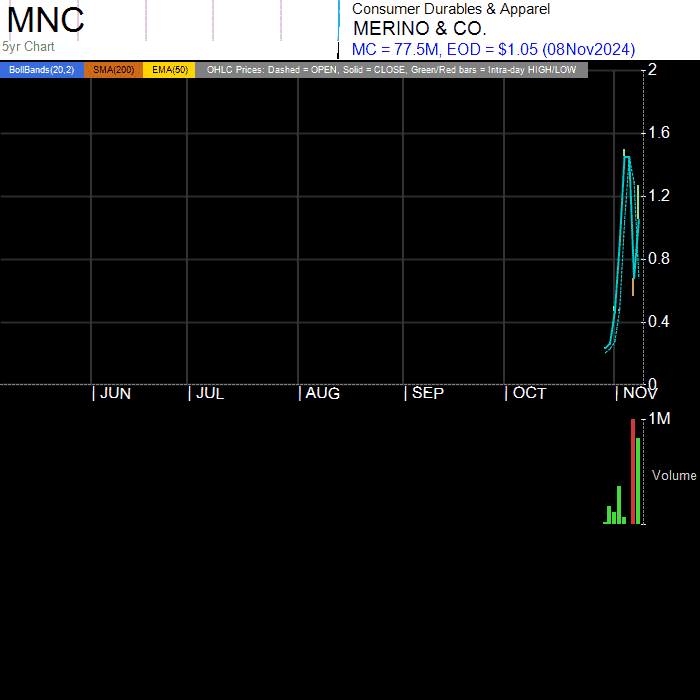 MNC
5yr Chart
Consumer Durables & Apparel
MERINO & CO.
MC = 77.5M, EOD = $1.05 (08Nov2024)
BollBands(20,2) SMA(200) EMA(50) OHLC Prices: Dashed = OPEN, Solid = CLOSE, Green/Red bars = Intra-day HIGH/LOW
2
1.6
1.2
0.8
0.4
0
| JUN | JUL | AUG | SEP | OCT | NOV
1M
Volume